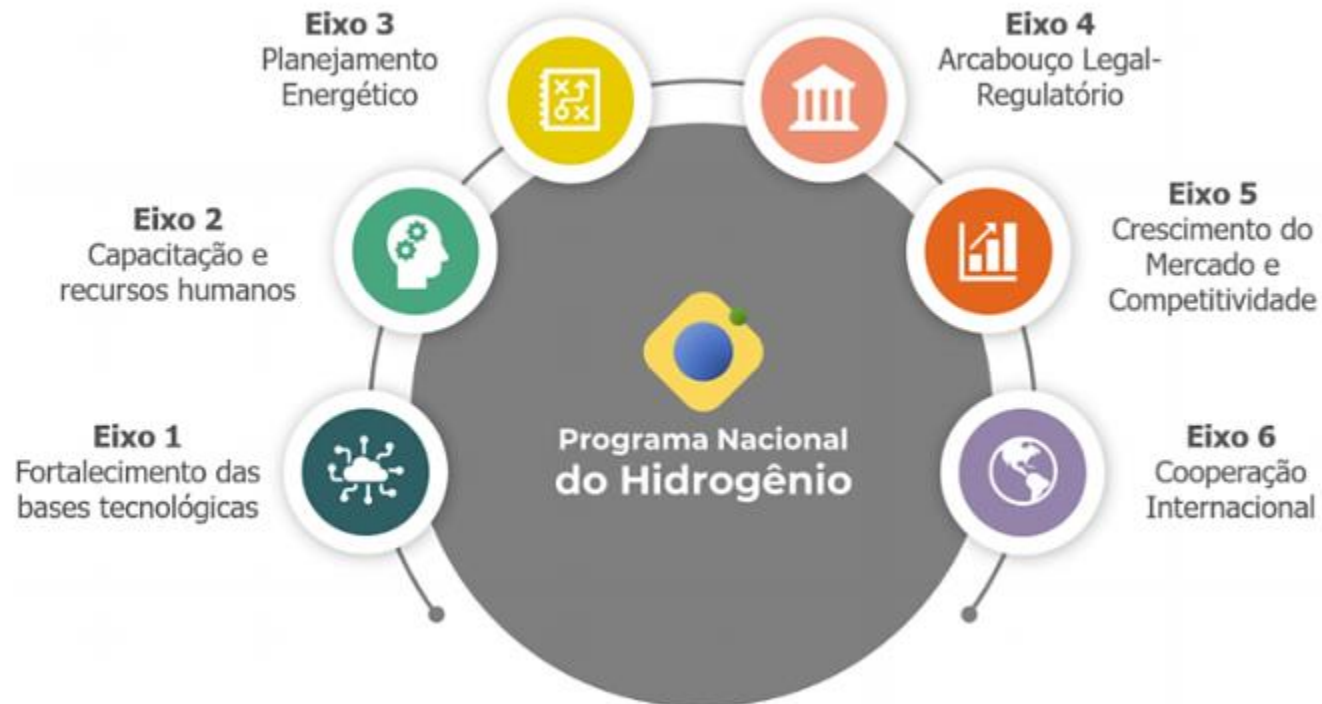 Eixo 3
Planejamento
Energético
Eixo 4
Arcabouço Legal-
Regulatório
Eixo 2
Capacitação e
recursos humanos
Eixo 5
Crescimento do
Mercado e
Competitividade
Programa Nacional
do Hidrogênio
Eixo 1
Fortalecimento das
bases tecnológicas
Eixo 6
Cooperação
Internacional